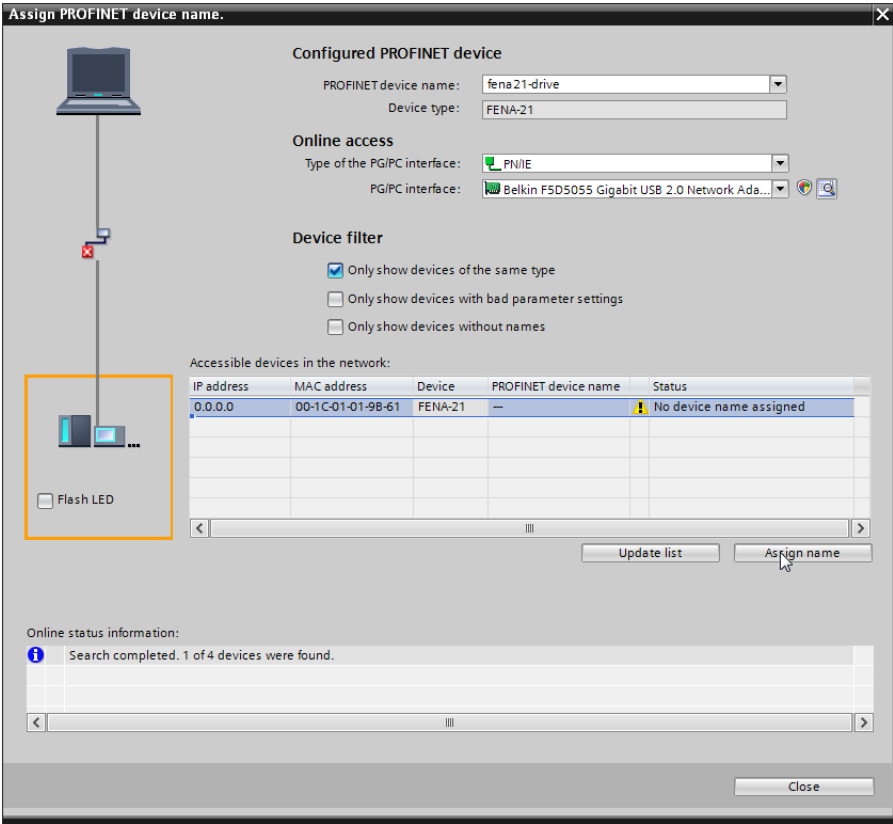 Assign PROFINET device name.
Configured PROFINET device
PROFINET device name: fena21-drive
Device type: FENA-21
Online access
Type of the PG/PC interface: PN/IE
PG/PC interface: Belkin F5D5055 Gigabit USB 2.0 Network Ada...
Device filter
Only show devices of the same type
Only show devices with bad parameter settings
Only show devices without names
Accessible devices in the network:
IP address MAC address Device PROFINET device name Status
0.0.0.0 00-1C-01-01-9B-61 FENA-21 — No device name assigned
...
Flash LED
Update list Assign name
Online status information:
Search completed. 1 of 4 devices were found.
Close